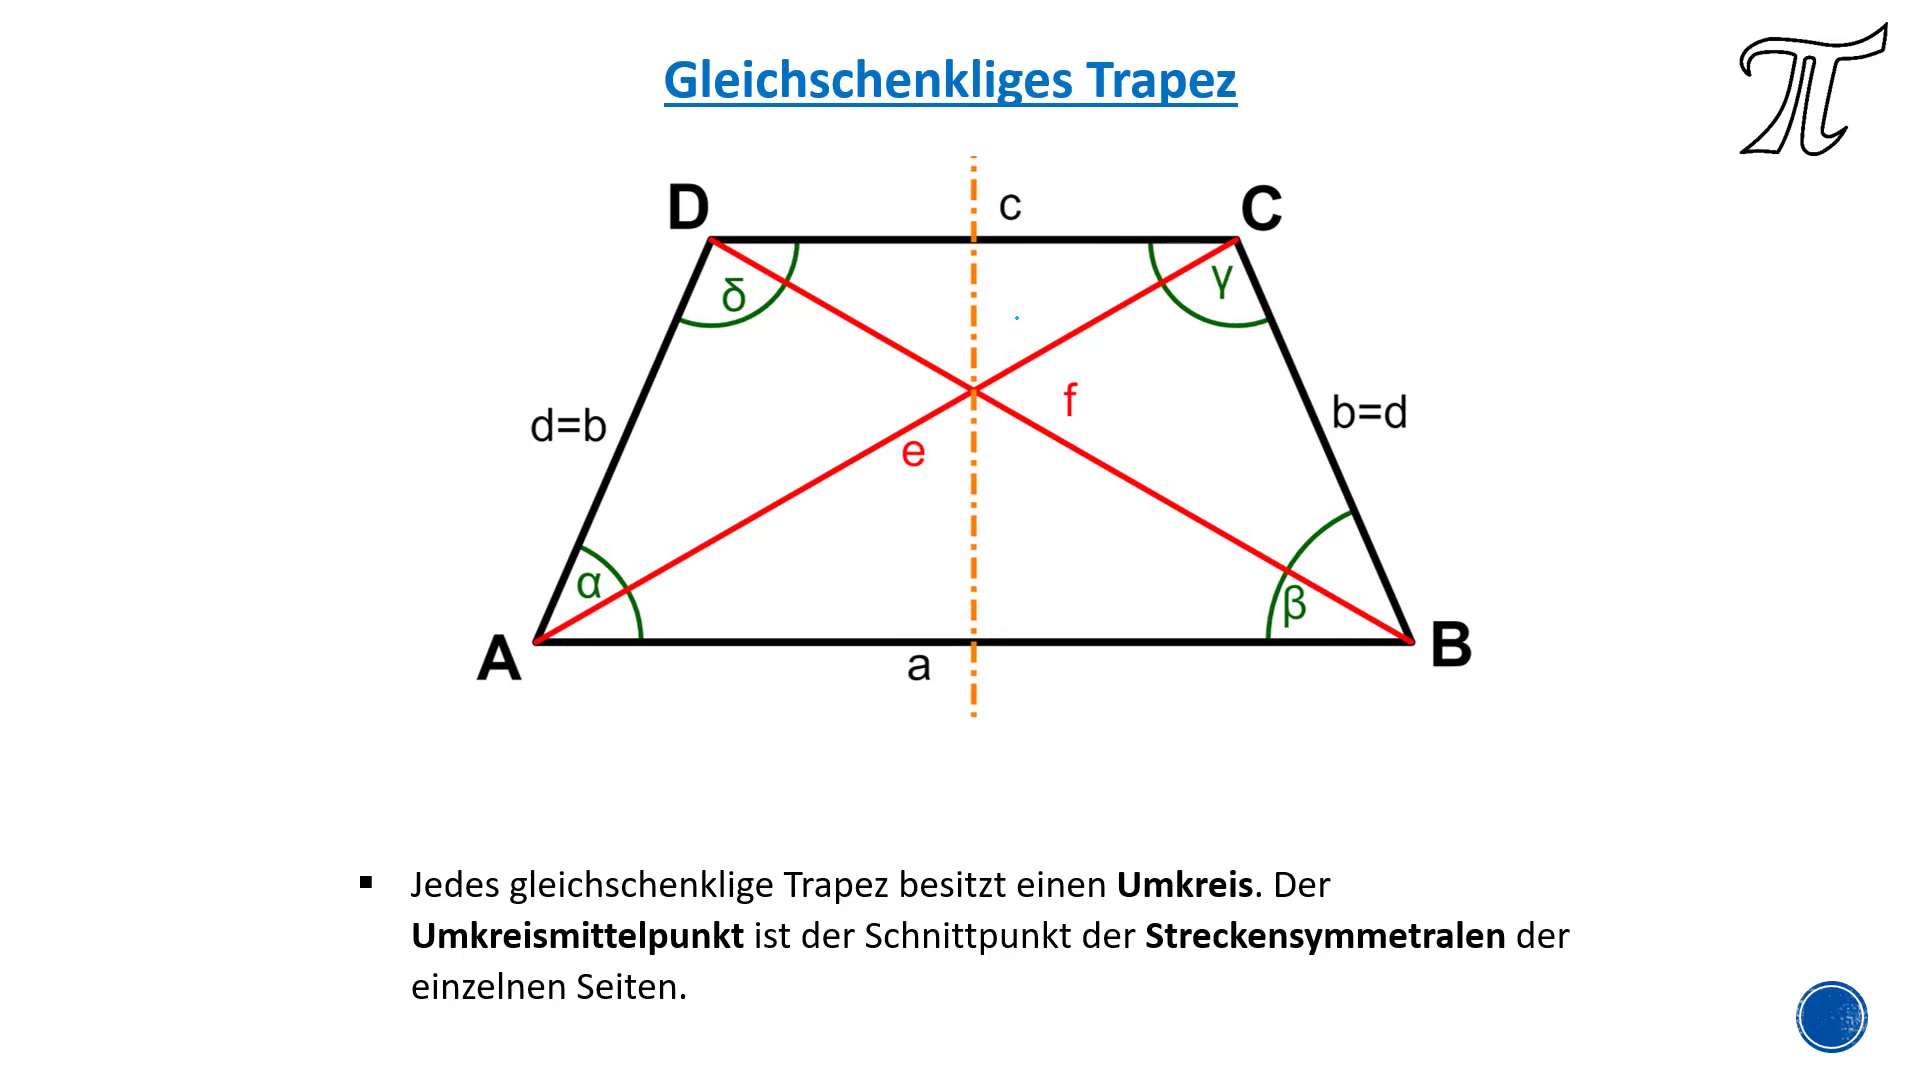 Gleichschenkliges Trapez
π
D
c
C
δ
γ
d=b
f
b=d
e
α
β
A
a
B
▪ Jedes gleichschenklige Trapez besitzt einen Umkreis. Der
Umkreismittelpunkt ist der Schnittpunkt der Streckensymmetralen der
einzelnen Seiten.